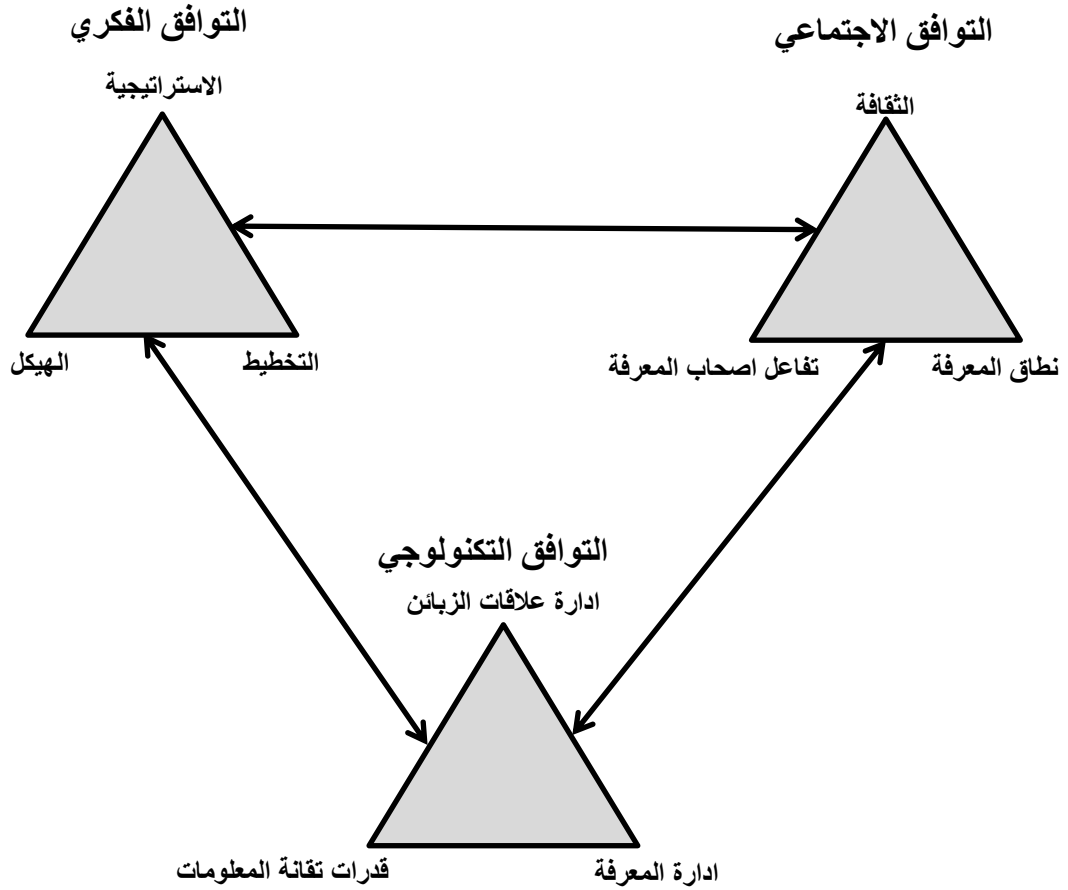 التوافق الاجتماعي
التوافق الفكري
الثقافة
الاستراتيجية
نطاق المعرفة
تفاعل اصحاب المعرفة
التخطيط
الهيكل
التوافق التكنولوجي
ادارة علاقات الزبائن
ادارة المعرفة
قدرات تقانة المعلومات